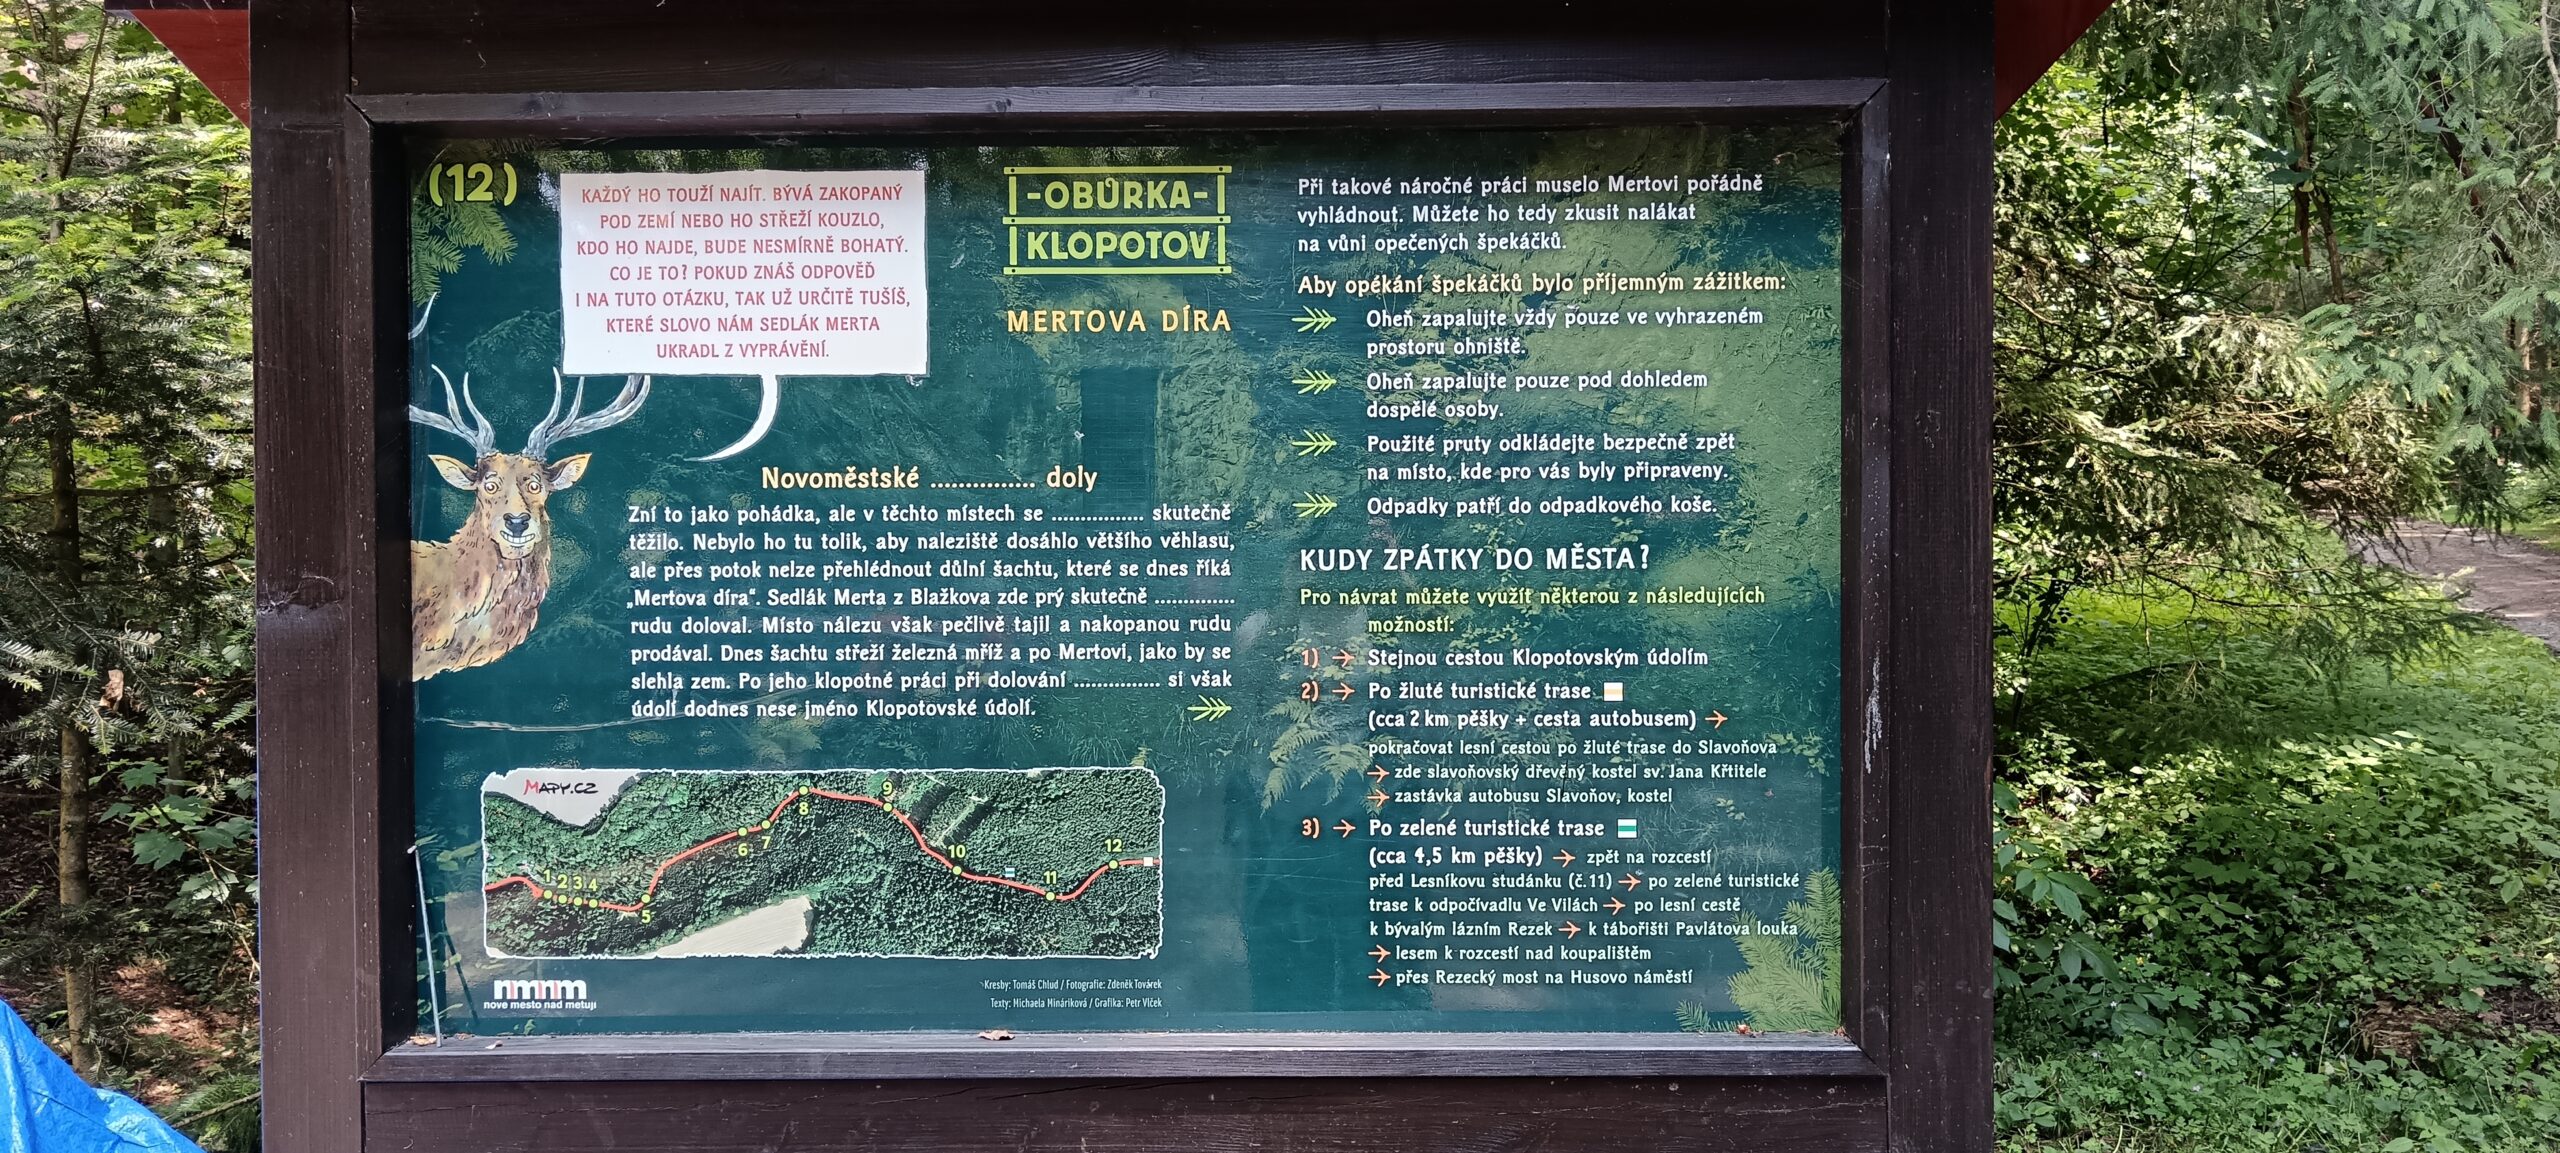 (12)
KAŽDÝ HO TOUŽÍ NAJÍT. BÝVÁ ZAKOPANÝ
POD ZEMÍ NEBO HO STŘEŽÍ KOUZLO,
KDO HO NAJDE, BUDE NESMÍRNĚ BOHATÝ.
CO JE TO? POKUD ZNÁŠ ODPOVĚĎ
I NA TUTO OTÁZKU, TAK UŽ URČITĚ TUŠÍŠ,
KTERÉ SLOVO NÁM SEDLÁK MERTA
UKRADL Z VYPRÁVĚNÍ.
-OBŮRKA-
KLOPOTOV
MERTOVA DÍRA
Novoměstské ............... doly
Zní to jako pohádka, ale v těchto místech se ................ skutečně
těžilo. Nebylo ho tu tolik, aby naleziště dosáhlo většího věhlasu,
ale přes potok nelze přehlédnout důlní šachtu, které se dnes říká
„Mertova díra“. Sedlák Merta z Blažkova zde prý skutečně ..............
rudu doloval. Místo nálezu však pečlivě tajil a nakopanou rudu
prodával. Dnes šachtu střeží železná mříž a po Mertovi, jako by se
slehla zem. Po jeho klopotné práci při dolování ............... si však
údolí dodnes nese jméno Klopotovské údolí.
MAPY.CZ
1 2 3 4 5 6 7 8 9 10 11 12
nmnm
nové město nad metují
Kresby: Tomáš Chlud / Fotografie: Zdeněk Továrek
Texty: Michaela Mináriková / Grafika: Petr Vlček
Při takové náročné práci muselo Mertovi pořádně
vyhládnout. Můžete ho tedy zkusit nalákat
na vůni opečených špekáčků.
Aby opékání špekáčků bylo příjemným zážitkem:
Oheň zapalujte vždy pouze ve vyhrazeném
prostoru ohniště.
Oheň zapalujte pouze pod dohledem
dospělé osoby.
Použité pruty odkládejte bezpečně zpět
na místo, kde pro vás byly připraveny.
Odpadky patří do odpadkového koše.
KUDY ZPÁTKY DO MĚSTA?
Pro návrat můžete využít některou z následujících
možností:
1) → Stejnou cestou Klopotovským údolím
2) → Po žluté turistické trase
(cca 2 km pěšky + cesta autobusem) →
pokračovat lesní cestou po žluté trase do Slavoňova
→ zde slavoňovský dřevěný kostel sv. Jana Křtitele
→ zastávka autobusu Slavoňov, kostel
3) → Po zelené turistické trase
(cca 4,5 km pěšky) → zpět na rozcestí
před Lesníkovu studánku (č.11) → po zelené turistické
trase k odpočívadlu Ve Vilách → po lesní cestě
k bývalým lázním Rezek → k tábořišti Pavlátova louka
→ lesem k rozcestí nad koupalištěm
→ přes Rezecký most na Husovo náměstí